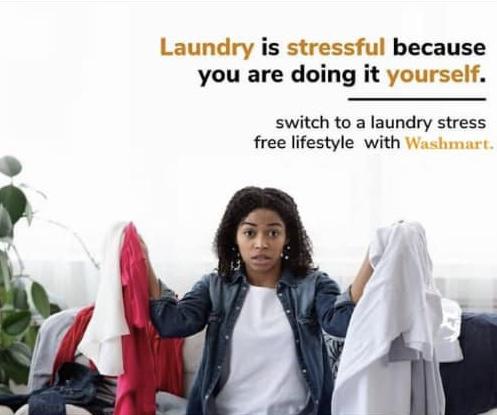 Laundry is stressful because
you are doing it yourself.
switch to a laundry stress
free lifestyle with Washmart.